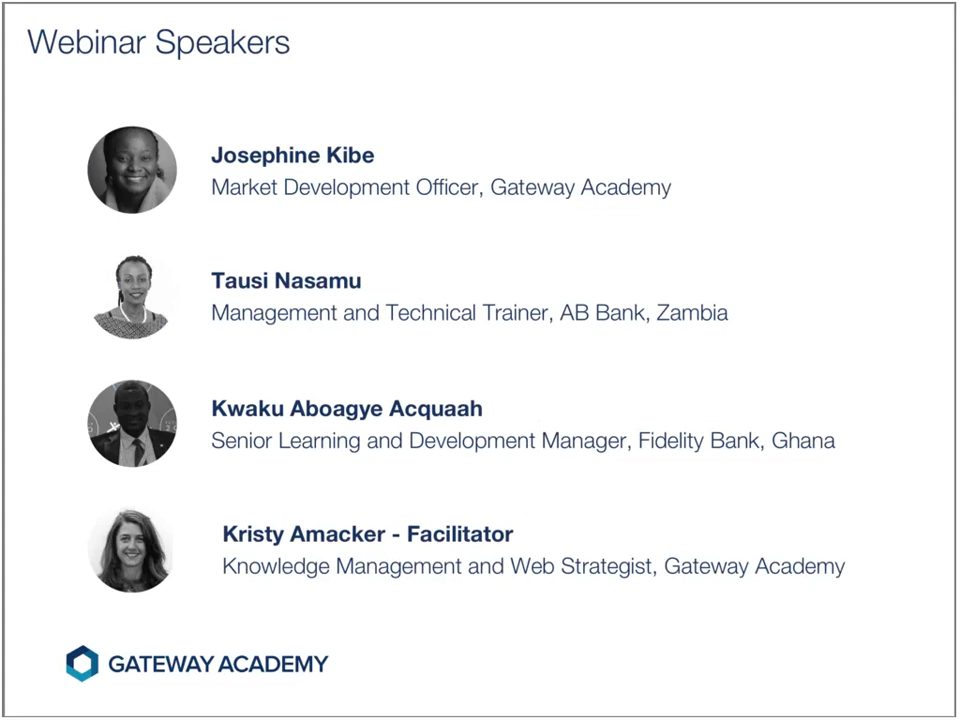 Webinar Speakers
Josephine Kibe
Market Development Officer, Gateway Academy
Tausi Nasamu
Management and Technical Trainer, AB Bank, Zambia
Kwaku Aboagye Acquaah
Senior Learning and Development Manager, Fidelity Bank, Ghana
Kristy Amacker - Facilitator
Knowledge Management and Web Strategist, Gateway Academy
GATEWAY ACADEMY